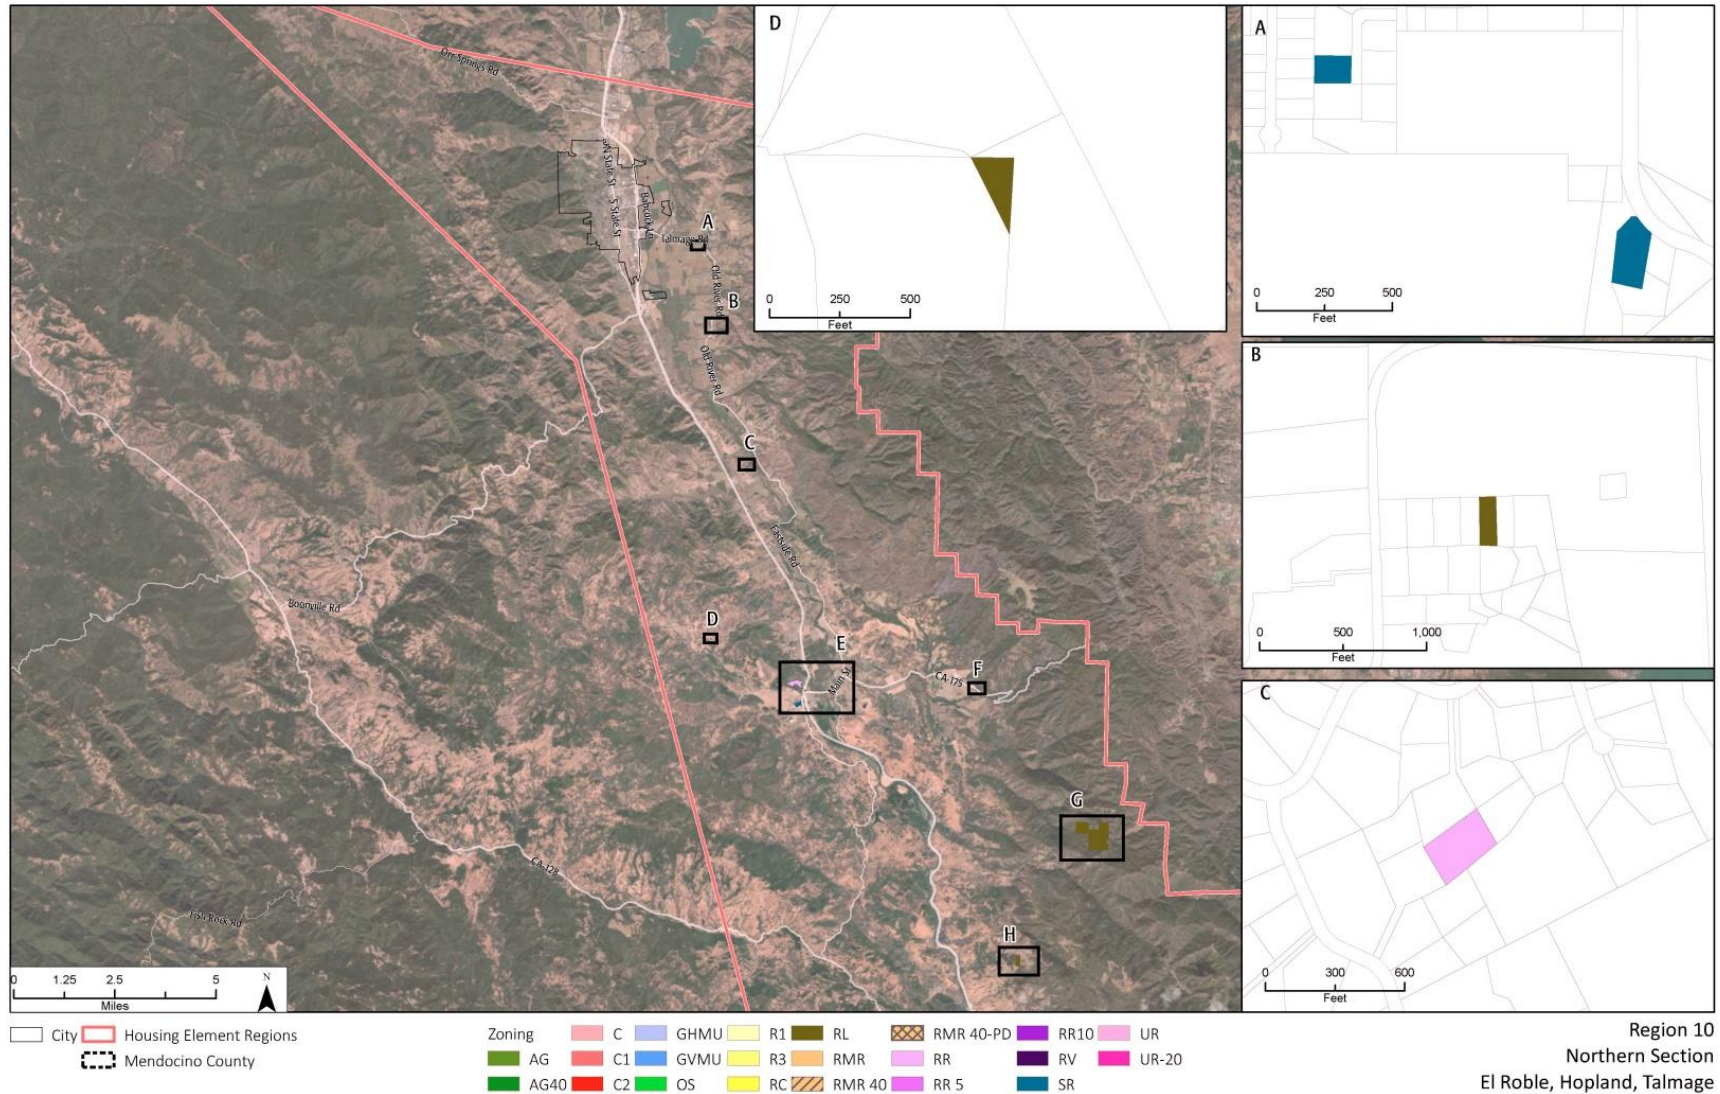 Orr Springs Rd
N State St
S State St
Babcock Ln
A
Talmage Rd
Old River Rd
B
Old River Rd
C
Eastside Rd
Boonville Rd
D
E
Main St
CA-175
F
G
CA-128
Fish Rock Rd
H
0 1.25 2.5 5
Miles
N
D
0 250 500
Feet
A
0 250 500
Feet
B
0 500 1,000
Feet
C
0 300 600
Feet
City
Housing Element Regions
Mendocino County
Zoning
AG
AG40
C
C1
C2
GHMU
GVMU
OS
R1
R3
RC
RL
RMR
RMR 40
RMR 40-PD
RR
RR 5
RR10
RV
SR
UR
UR-20
Region 10
Northern Section
El Roble, Hopland, Talmage